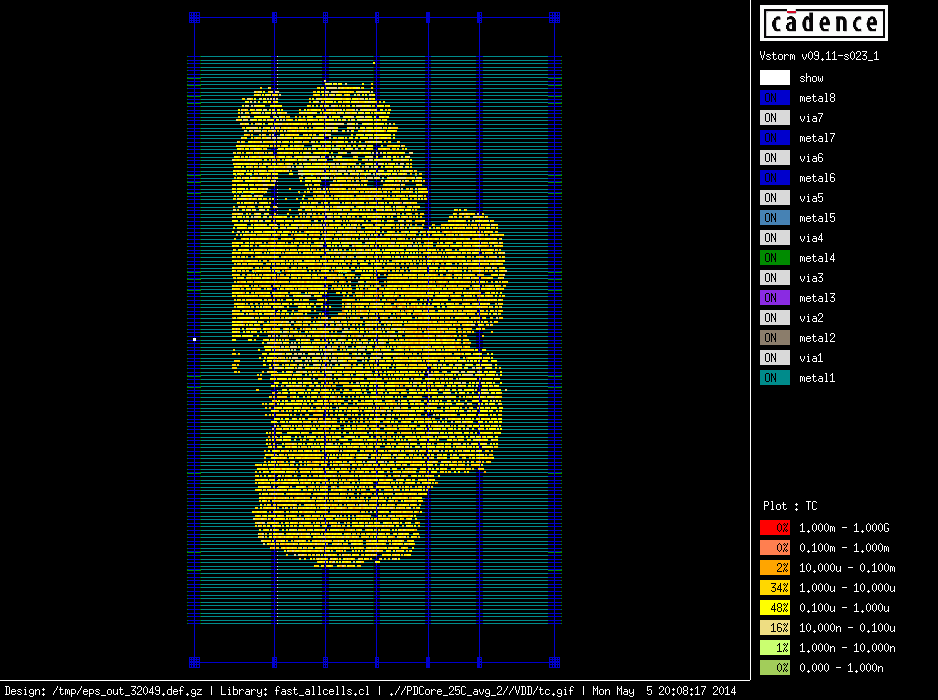 cadence
Vstorm v09.11-s023_1
show
metal8
ON via7
ON metal7
ON via6
ON metal6
ON via5
ON metal5
ON via4
ON metal4
ON via3
ON metal3
ON via2
ON metal2
ON via1
ON metal1
Plot : TC
0% 1.000m - 1.000G
0% 0.100m - 1.000m
2% 10.000u - 0.100m
34% 1.000u - 10.000u
48% 0.100u - 1.000u
16% 10.000n - 0.100u
1% 1.000n - 10.000n
0% 0.000 - 1.000n
Design: /tmp/eps_out_32049.def.gz | Library: fast_allcells.cl | .//PDCore_25C_avg_2//VDD/tc.gif | Mon May  5 20:08:17 2014